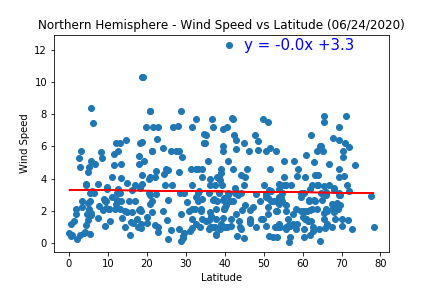 Northern Hemisphere - Wind Speed vs Latitude (06/24/2020)
y = -0.0x +3.3
12
10
8
6
4
2
0
Wind Speed
0 10 20 30 40 50 60 70 80
Latitude